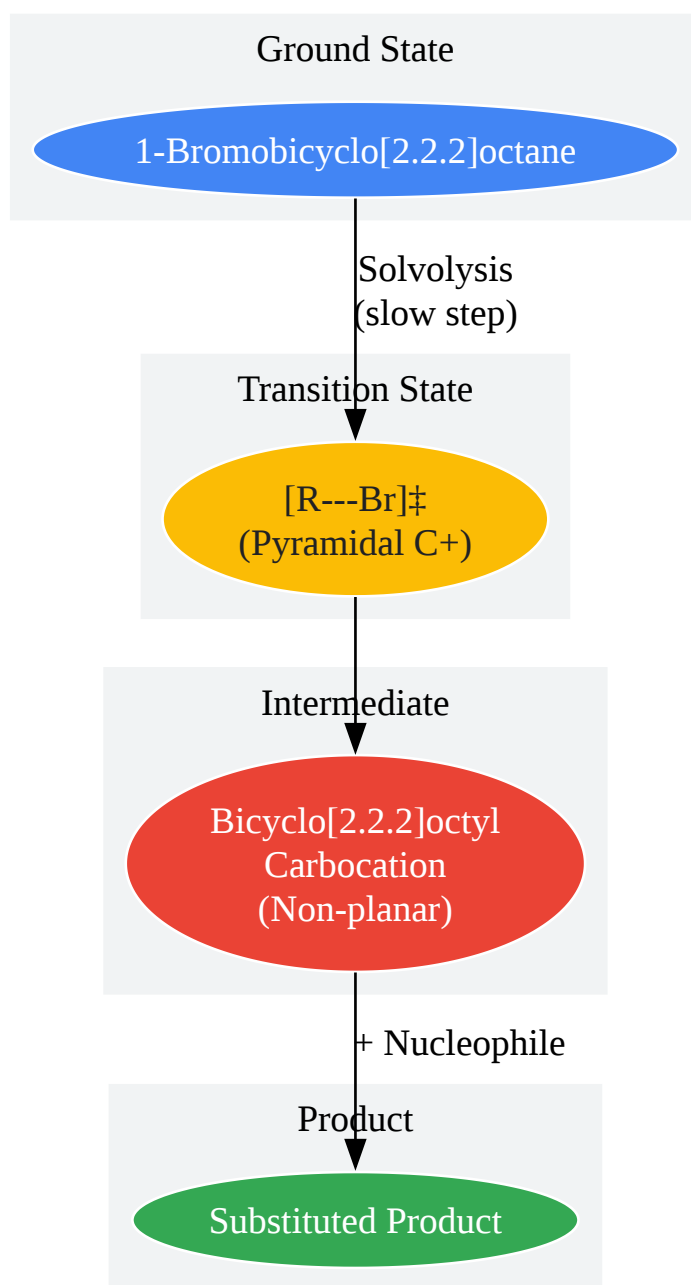 Ground State
1-Bromobicyclo[2.2.2]octane
Solvolysis
(slow step)
Transition State
[R---Br]‡
(Pyramidal C+)
Intermediate
Bicyclo[2.2.2]octyl
Carbocation
(Non-planar)
+ Nucleophile
Product
Substituted Product